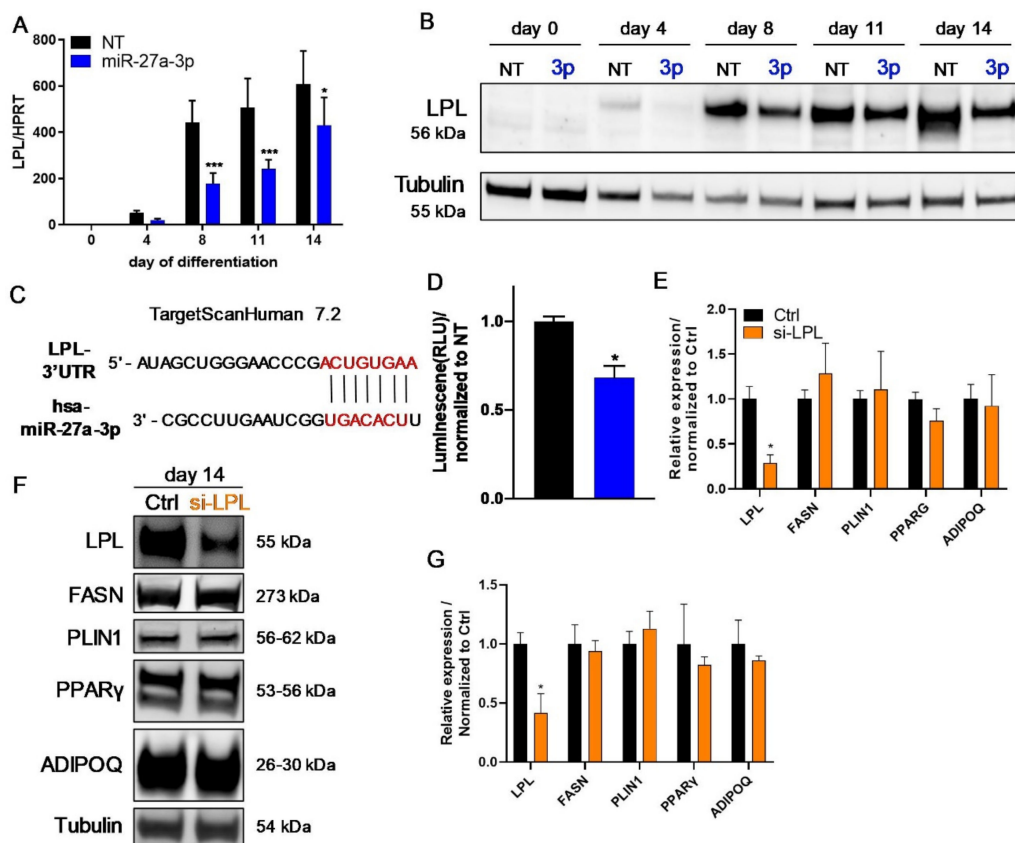 A
NT
miR-27a-3p
LPL/HPRT
800
600
400
200
0
***
***
*
0 4 8 11 14
day of differentiation
B
day 0 day 4 day 8 day 11 day 14
NT 3p NT 3p NT 3p NT 3p NT 3p
LPL
56 kDa
Tubulin
55 kDa
C
TargetScanHuman 7.2
LPL-
3'UTR
5' - AUAGCUGGGAACCCGACUGUGAA
hsa-
miR-27a-3p
3' - CGCCUUGAAUCGGUGACACUU
D
Luminescene(RLU)/
normalized to NT
1.0
0.5
0.0
*
E
Ctrl
si-LPL
Relative expression/
normalized to Ctrl
2.0
1.5
1.0
0.5
0.0
*
LPL FASN PLIN1 PPARG ADIPOQ
F
day 14
Ctrl si-LPL
LPL 55 kDa
FASN 273 kDa
PLIN1 56-62 kDa
PPARγ 53-56 kDa
ADIPOQ 26-30 kDa
Tubulin 54 kDa
G
Relative expression /
Normalized to Ctrl
1.5
1.0
0.5
0.0
*
LPL FASN PLIN1 PPARγ ADIPOQ